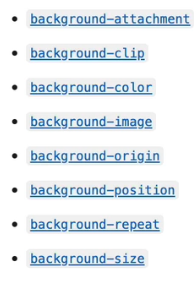 background-attachment
background-clip
background-color
background-image
background-origin
background-position
background-repeat
background-size